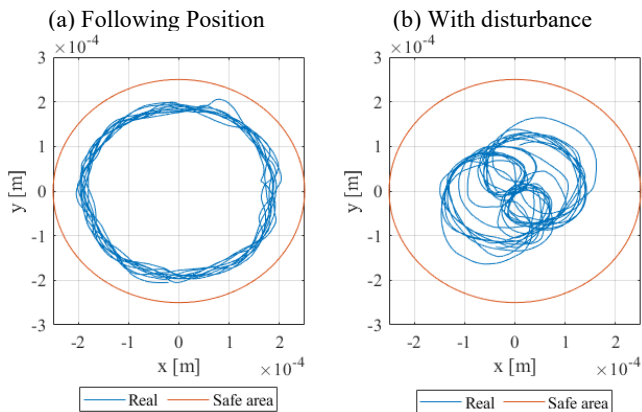 (a) Following Position
×10⁻⁴
3
2
1
0
-1
-2
-3
y [m]
-2 -1 0 1 2
x [m]
×10⁻⁴
Real Safe area
(b) With disturbance
×10⁻⁴
3
2
1
0
-1
-2
-3
y [m]
-2 -1 0 1 2
x [m]
×10⁻⁴
Real Safe area